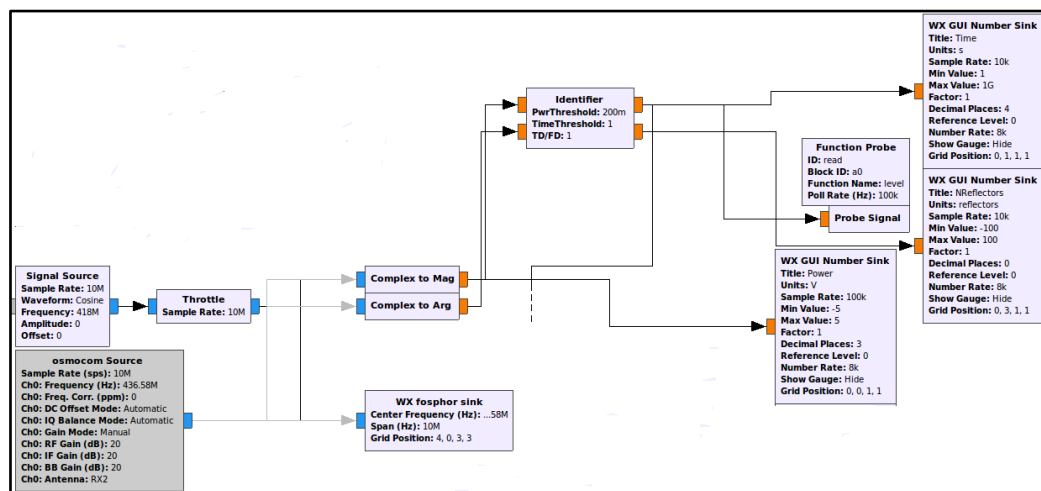 WX GUI Number Sink
Title: Time
Units: s
Sample Rate: 10k
Min Value: 1
Max Value: 1G
Factor: 1
Decimal Places: 4
Reference Level: 0
Number Rate: 8k
Show Gauge: Hide
Grid Position: 0, 1, 1, 1
Identifier
PwrThreshold: 200m
TimeThreshold: 1
TD/FD: 1
Function Probe
ID: read
Block ID: a0
Function Name: level
Poll Rate (Hz): 100k
Probe Signal
WX GUI Number Sink
Title: NReflectors
Units: reflectors
Sample Rate: 10k
Min Value: -100
Max Value: 100
Factor: 1
Decimal Places: 0
Reference Level: 0
Number Rate: 8k
Show Gauge: Hide
Grid Position: 0, 3, 1, 1
Signal Source
Sample Rate: 10M
Waveform: Cosine
Frequency: 418M
Amplitude: 0
Offset: 0
Throttle
Sample Rate: 10M
Complex to Mag
Complex to Arg
WX GUI Number Sink
Title: Power
Units: V
Sample Rate: 100k
Min Value: -5
Max Value: 5
Factor: 1
Decimal Places: 3
Reference Level: 0
Number Rate: 8k
Show Gauge: Hide
Grid Position: 0, 0, 1, 1
osmocom Source
Sample Rate (sps): 10M
Ch0: Frequency (Hz): 436.58M
Ch0: Freq. Corr. (ppm): 0
Ch0: DC Offset Mode: Automatic
Ch0: IQ Balance Mode: Automatic
Ch0: Gain Mode: Manual
Ch0: RF Gain (dB): 20
Ch0: IF Gain (dB): 20
Ch0: BB Gain (dB): 20
Ch0: Antenna: RX2
WX fosphor sink
Center Frequency (Hz): ...58M
Span (Hz): 10M
Grid Position: 4, 0, 3, 3